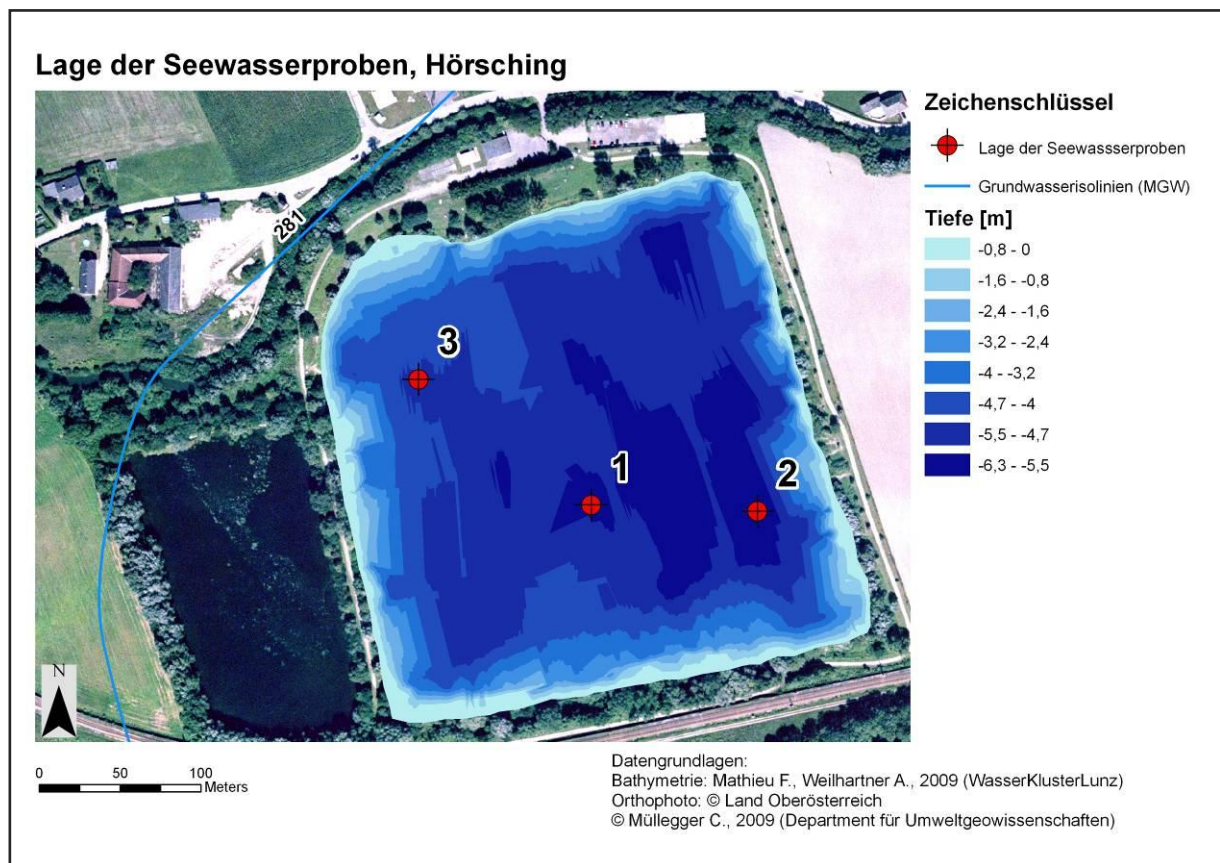 Lage der Seewasserproben, Hörsching
281
3
1
2
N
0 50 100
Meters
Zeichenschlüssel
Lage der Seewassserproben
Grundwasserisolinien (MGW)
Tiefe [m]
-0,8 - 0
-1,6 - -0,8
-2,4 - -1,6
-3,2 - -2,4
-4 - -3,2
-4,7 - -4
-5,5 - -4,7
-6,3 - -5,5
Datengrundlagen:
Bathymetrie: Mathieu F., Weilhartner A., 2009 (WasserKlusterLunz)
Orthophoto: © Land Oberösterreich
© Müllegger C., 2009 (Department für Umweltgeowissenschaften)